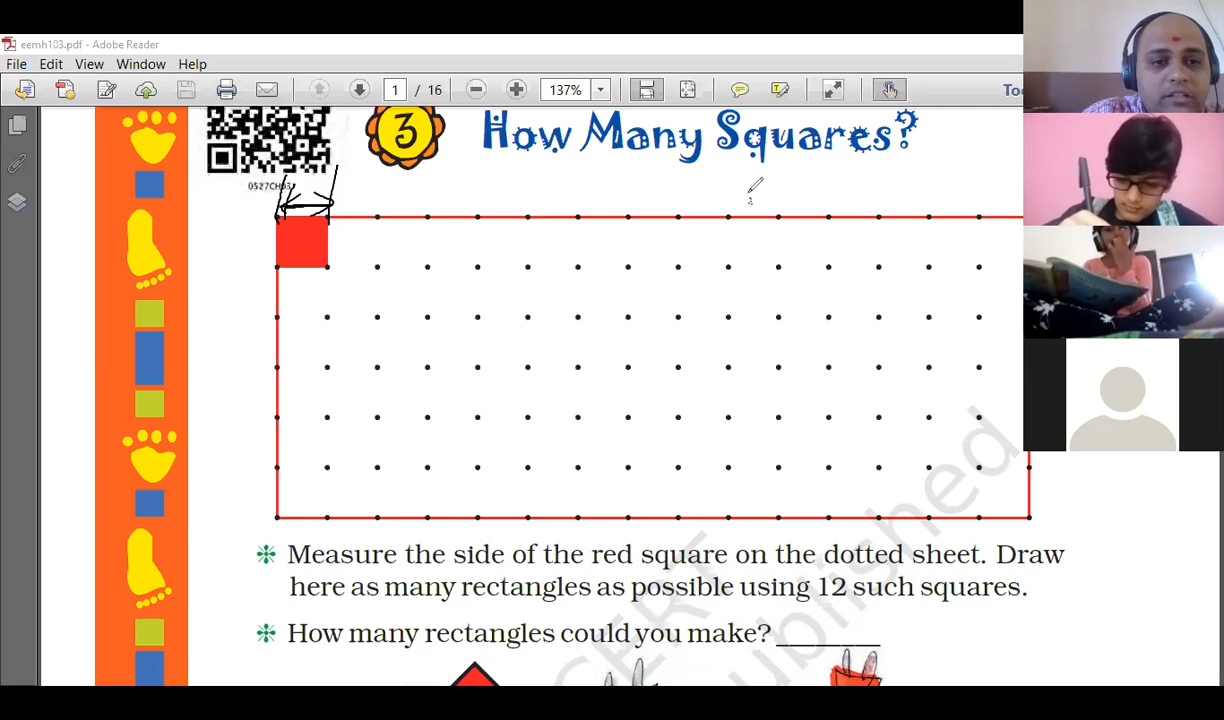 eemh103.pdf - Adobe Reader
File Edit View Window Help
1 / 16 137% To
3 How Many Squares?
Measure the side of the red square on the dotted sheet. Draw
here as many rectangles as possible using 12 such squares.
How many rectangles could you make?